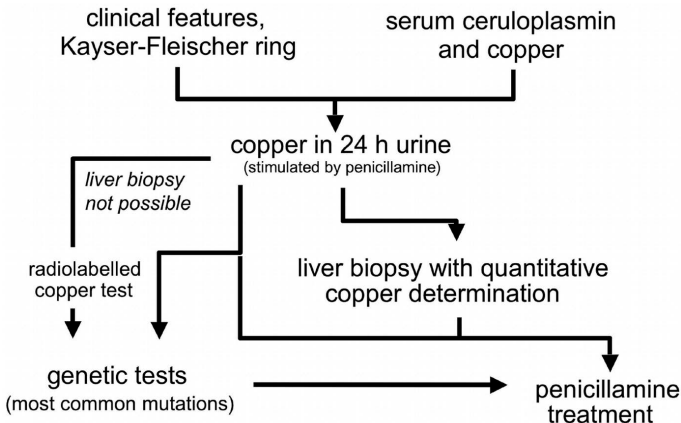 clinical features,
Kayser-Fleischer ring
serum ceruloplasmin
and copper
copper in 24 h urine
(stimulated by penicillamine)
liver biopsy
not possible
radiolabelled
copper test
liver biopsy with quantitative
copper determination
genetic tests
(most common mutations)
penicillamine
treatment